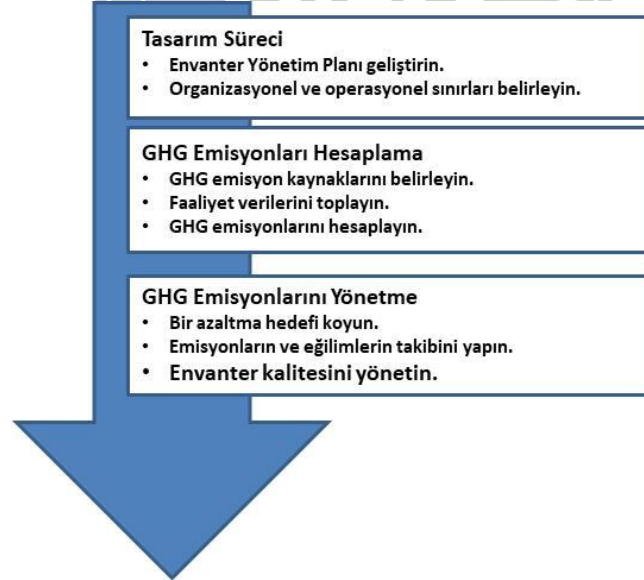 Tasarım Süreci
• Envanter Yönetim Planı geliştirin.
• Organizasyonel ve operasyonel sınırları belirleyin.
GHG Emisyonları Hesaplama
• GHG emisyon kaynaklarını belirleyin.
• Faaliyet verilerini toplayın.
• GHG emisyonlarını hesaplayın.
GHG Emisyonlarını Yönetme
• Bir azaltma hedefi koyun.
• Emisyonların ve eğilimlerin takibini yapın.
• Envanter kalitesini yönetin.